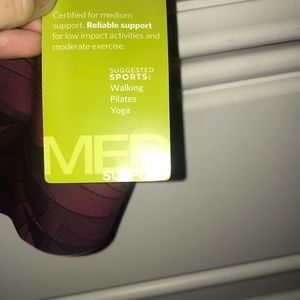 Certified for medium
support. Reliable support
for low impact activities and
moderate exercise.
SUGGESTED
SPORTS:
Walking
Pilates
Yoga
MED